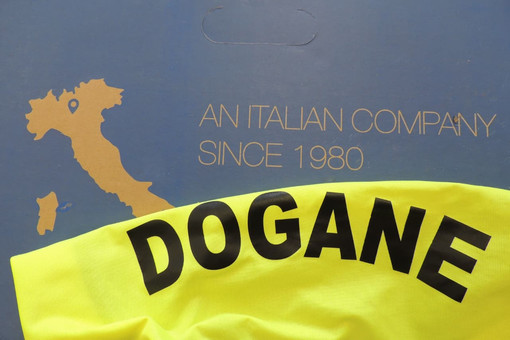 AN ITALIAN COMPANY
SINCE 1980
DOGANE